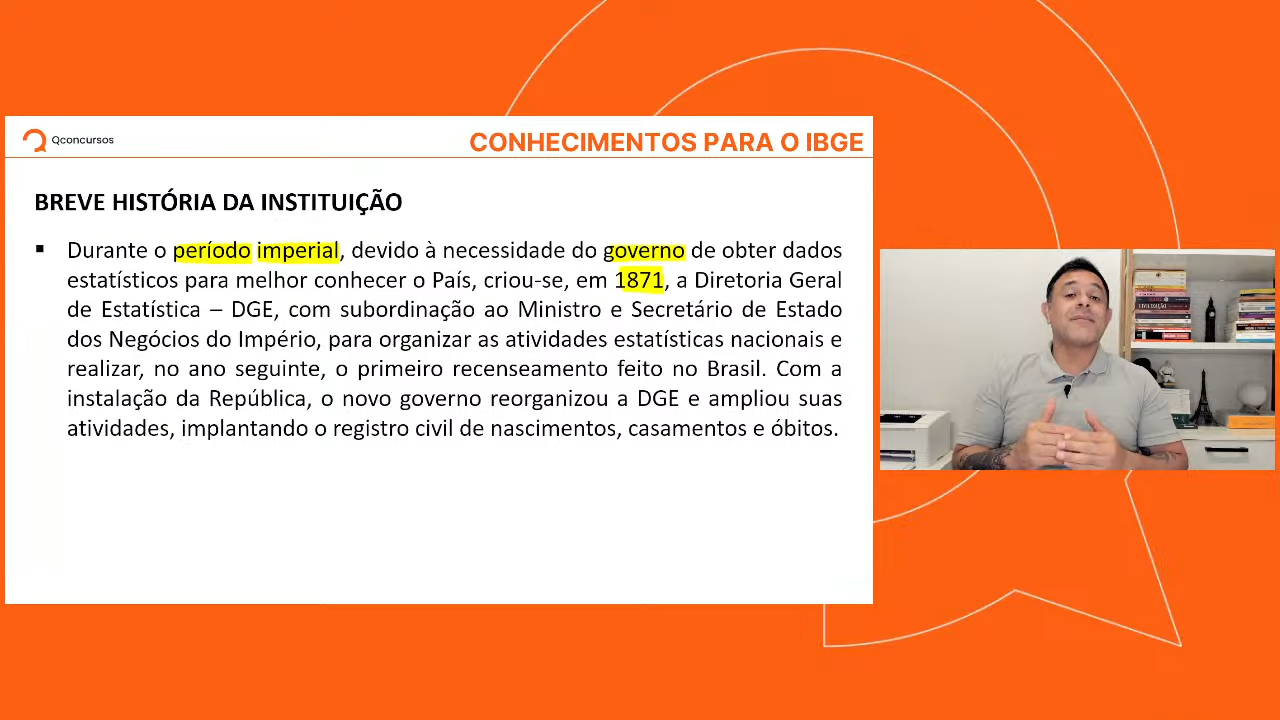 Qconcursos
CONHECIMENTOS PARA O IBGE
BREVE HISTÓRIA DA INSTITUIÇÃO
▪ Durante o período imperial, devido à necessidade do governo de obter dados
estatísticos para melhor conhecer o País, criou-se, em 1871, a Diretoria Geral
de Estatística – DGE, com subordinação ao Ministro e Secretário de Estado
dos Negócios do Império, para organizar as atividades estatísticas nacionais e
realizar, no ano seguinte, o primeiro recenseamento feito no Brasil. Com a
instalação da República, o novo governo reorganizou a DGE e ampliou suas
atividades, implantando o registro civil de nascimentos, casamentos e óbitos.